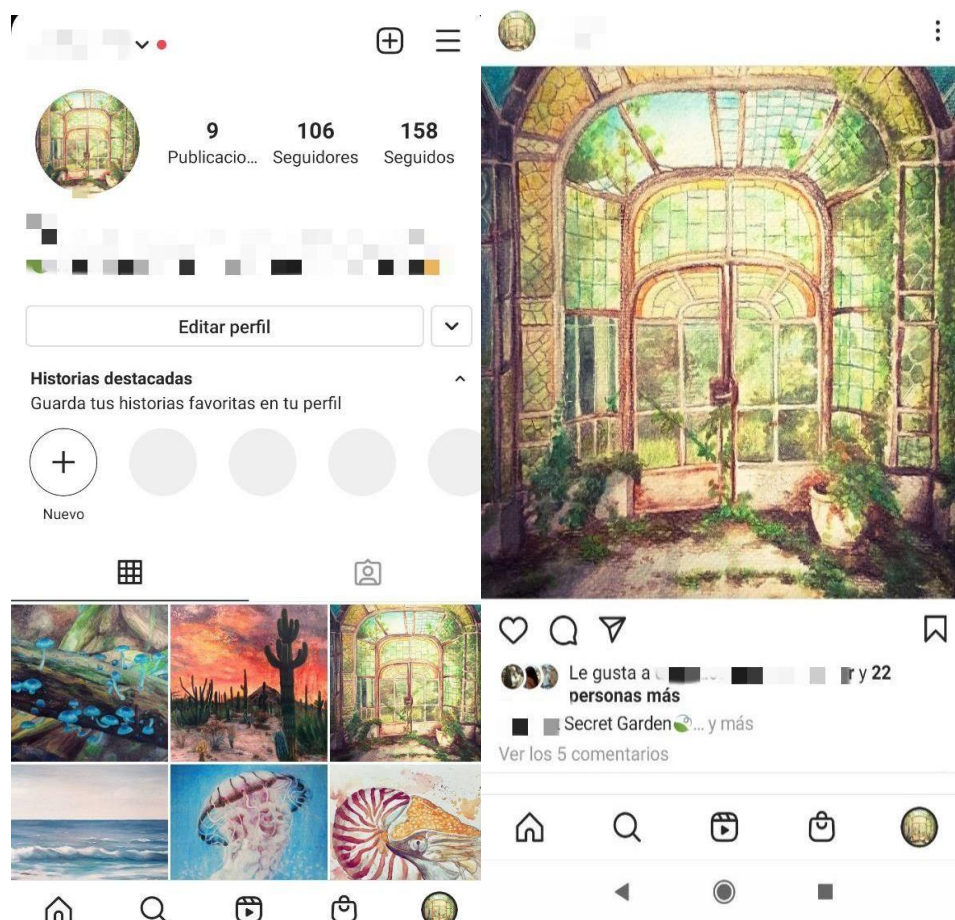 9
106
158
Publicacio...
Seguidores
Seguidos
Editar perfil
Historias destacadas
Guarda tus historias favoritas en tu perfil
Nuevo
Le gusta a
y 22
personas más
Secret Garden... y más
Ver los 5 comentarios